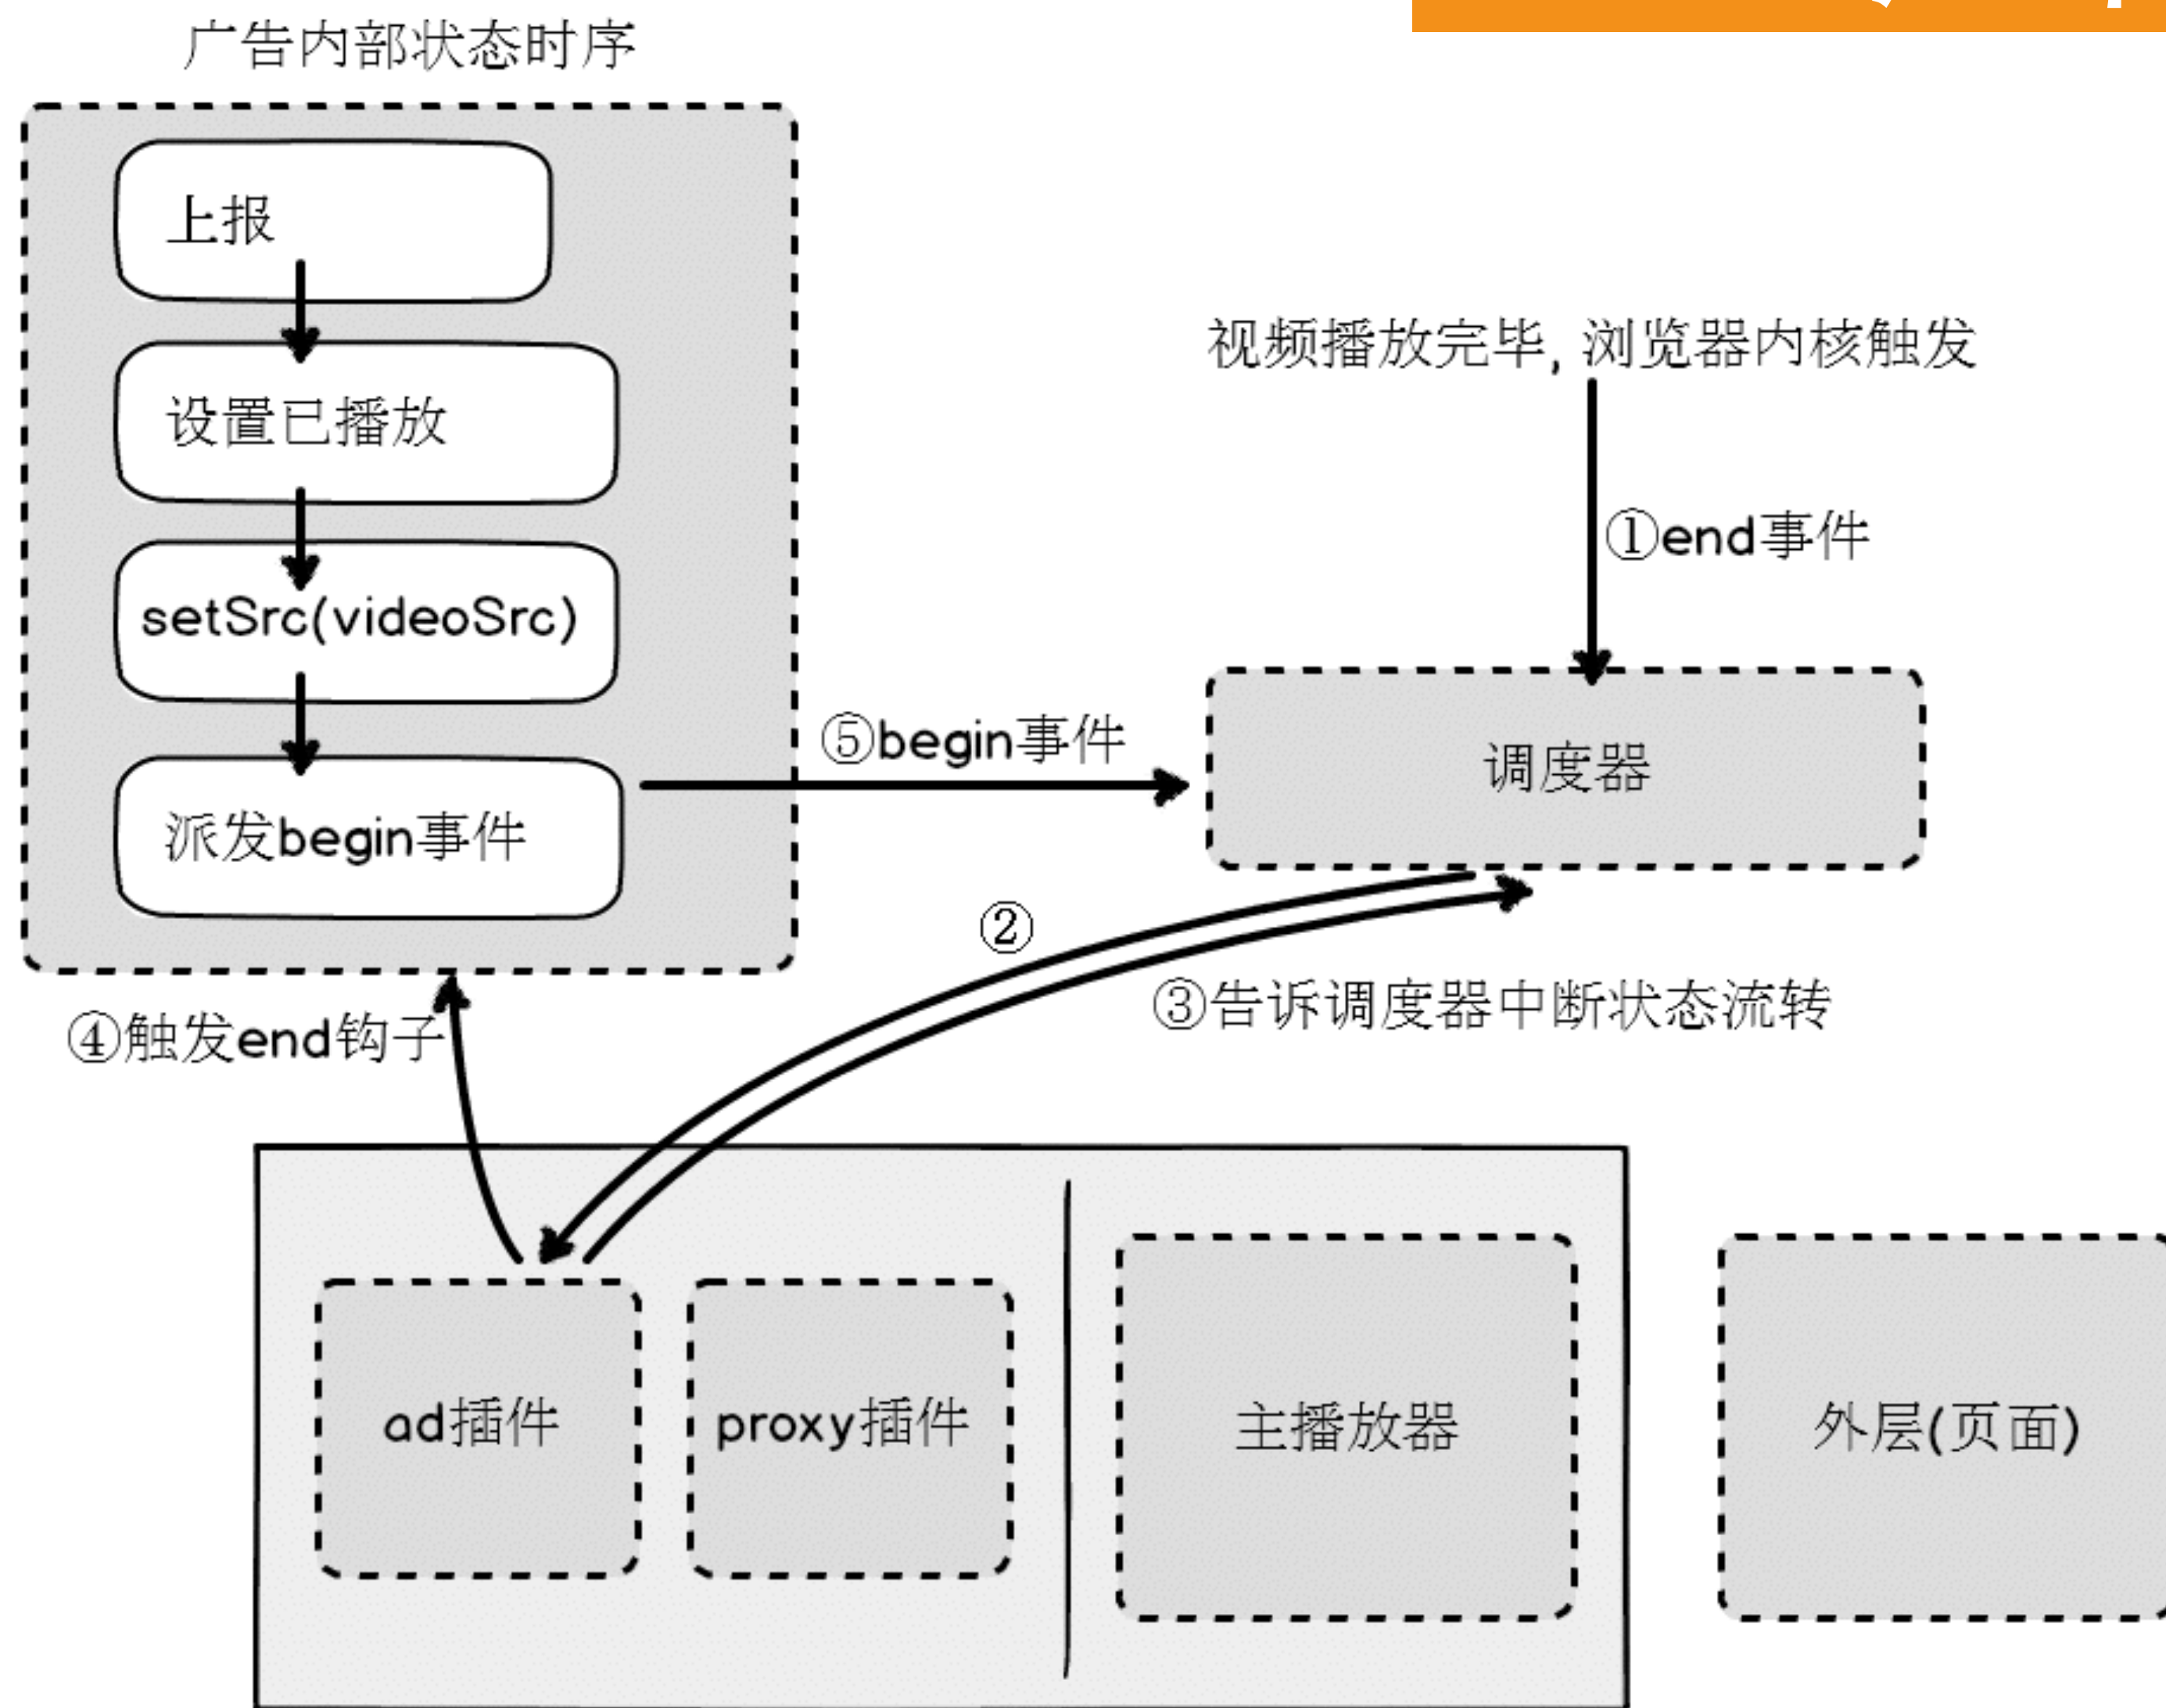 广告内部状态时序
上报
设置已播放
setSrc(videoSrc)
派发begin事件
视频播放完毕, 浏览器内核触发
①end事件
⑤begin事件
调度器
②
③告诉调度器中断状态流转
④触发end钩子
ad插件
proxy插件
主播放器
外层(页面)